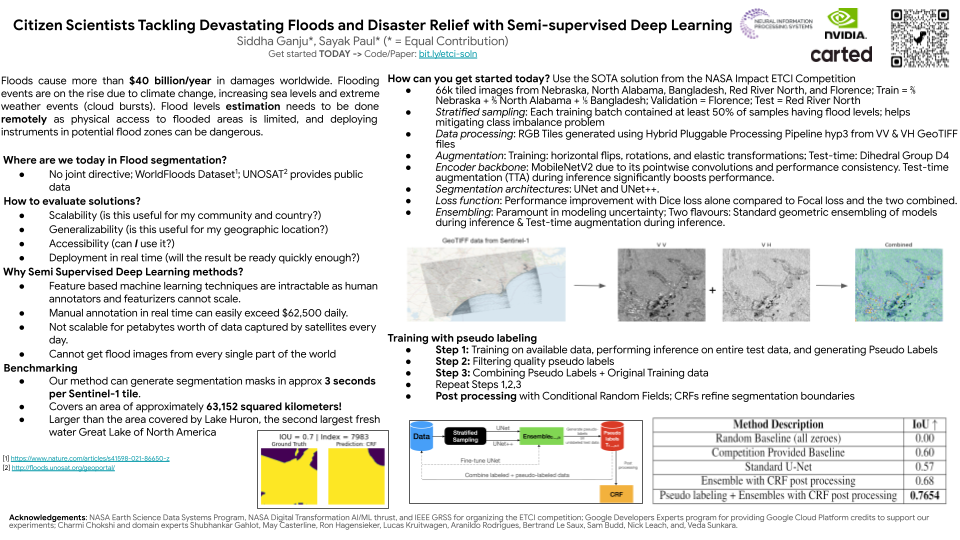 Citizen Scientists Tackling Devastating Floods and Disaster Relief with Semi-supervised Deep Learning
Siddha Ganju*, Sayak Paul* (* = Equal Contribution)
Get started TODAY -> Code/Paper: bit.ly/etci-soln
NEURAL INFORMATION
PROCESSING SYSTEMS
NVIDIA.
carted
Floods cause more than $40 billion/year in damages worldwide. Flooding
events are on the rise due to climate change, increasing sea levels and extreme
weather events (cloud bursts). Flood levels estimation needs to be done
remotely as physical access to flooded areas is limited, and deploying
instruments in potential flood zones can be dangerous.
Where are we today in Flood segmentation?
● No joint directive; WorldFloods Dataset¹; UNOSAT² provides public
data
How to evaluate solutions?
● Scalability (is this useful for my community and country?)
● Generalizability (is this useful for my geographic location?)
● Accessibility (can I use it?)
● Deployment in real time (will the result be ready quickly enough?)
Why Semi Supervised Deep Learning methods?
● Feature based machine learning techniques are intractable as human
annotators and featurizers cannot scale.
● Manual annotation in real time can easily exceed $62,500 daily.
● Not scalable for petabytes worth of data captured by satellites every
day.
● Cannot get flood images from every single part of the world
Benchmarking
● Our method can generate segmentation masks in approx 3 seconds
per Sentinel-1 tile.
● Covers an area of approximately 63,152 squared kilometers!
● Larger than the area covered by Lake Huron, the second largest fresh
water Great Lake of North America
[1] https://www.nature.com/articles/s41598-021-86650-z
[2] http://floods.unosat.org/geoportal/
IOU = 0.7 | Index = 7983
Ground Truth
Prediction CRF
How can you get started today? Use the SOTA solution from the NASA Impact ETCI Competition
● 66k tiled images from Nebraska, North Alabama, Bangladesh, Red River North, and Florence; Train =
Nebraska + North Alabama + Bangladesh; Validation = Florence; Test = Red River North
● Stratified sampling: Each training batch contained at least 50% of samples having flood levels; helps
mitigating class imbalance problem
● Data processing: RGB Tiles generated using Hybrid Pluggable Processing Pipeline hyp3 from VV & VH GeoTIFF
files
● Augmentation: Training: horizontal flips, rotations, and elastic transformations; Test-time: Dihedral Group D4
● Encoder backbone: MobileNetV2 due to its pointwise convolutions and performance consistency. Test-time
augmentation (TTA) during inference significantly boosts performance.
● Segmentation architectures: UNet and UNet++.
● Loss function: Performance improvement with Dice loss alone compared to Focal loss and the two combined.
● Ensembling: Paramount in modeling uncertainty; Two flavours: Standard geometric ensembling of models
during inference & Test-time augmentation during inference.
GeoTIFF data from Sentinel-1
V V
V H
Combined
+
Training with pseudo labeling
● Step 1: Training on available data, performing inference on entire test data, and generating Pseudo Labels
● Step 2: Filtering quality pseudo labels
● Step 3: Combining Pseudo Labels + Original Training data
● Repeat Steps 1,2,3
● Post processing with Conditional Random Fields; CRFs refine segmentation boundaries
Data
Stratified
Sampling
UNet
UNet++
Ensemble
Generate pseudo
labels
Pseudo
labels
Post
processing
Fine-tune UNet
Combine labeled + pseudo-labeled data
CRF
Method Description IoU ↑
Random Baseline (all zeroes) 0.00
Competition Provided Baseline 0.60
Standard U-Net 0.57
Ensemble with CRF post processing 0.68
Pseudo labeling + Ensembles with CRF post processing 0.7654
Acknowledgements: NASA Earth Science Data Systems Program, NASA Digital Transformation AI/ML thrust, and IEEE GRSS for organizing the ETCI competition; Google Developers Experts program for providing Google Cloud Platform credits to support our
experiments; Charmi Chokshi and domain experts Shubhankar Gahlot, May Casterline, Ron Hagensieker, Lucas Kruitwagen, Aranildo Rodrigues, Bertrand Le Saux, Sam Budd, Nick Leach, and, Veda Sunkara.